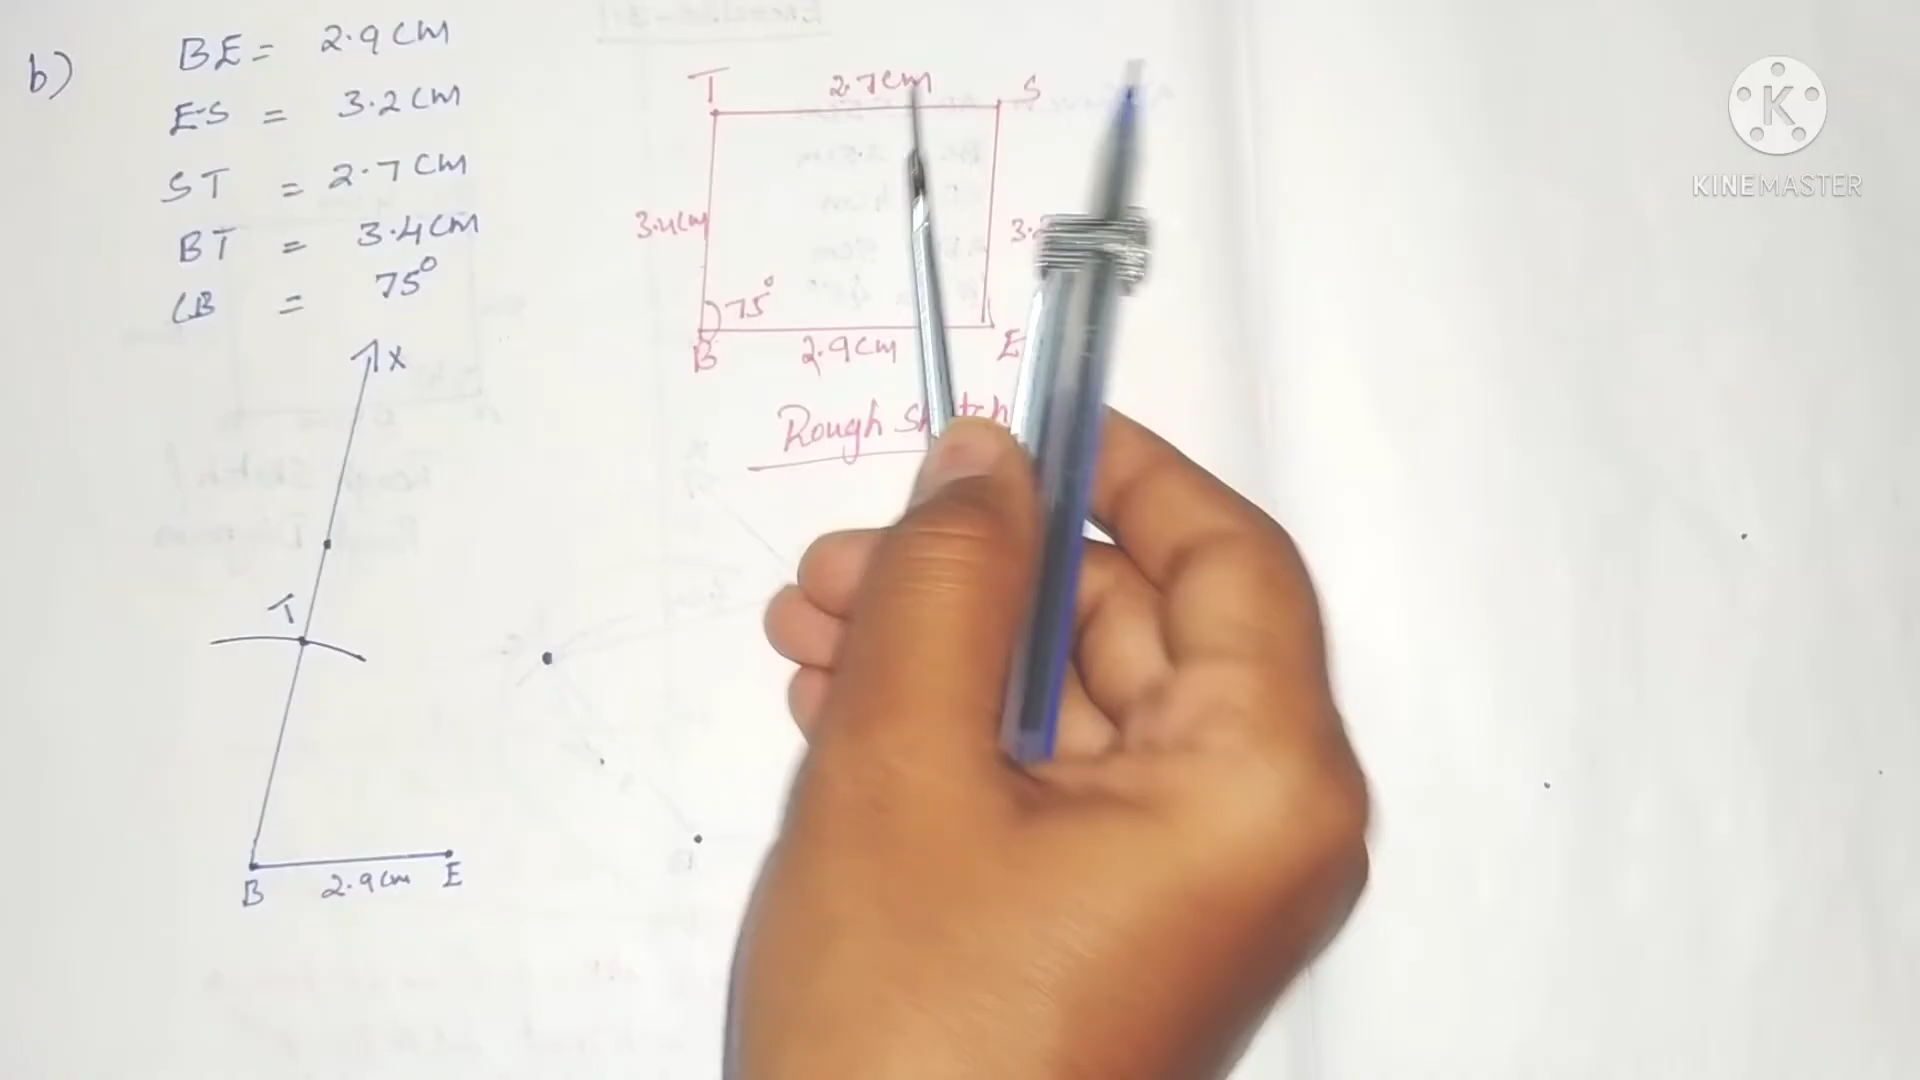 b)
BE = 2.9 cm
ES = 3.2 cm
ST = 2.7 cm
BT = 3.4 cm
∠B = 75°
T 2.7 cm S
3.4 cm
75°
B 2.9 cm E
Rough
X
T
B 2.9 cm E
K
KINEMASTER